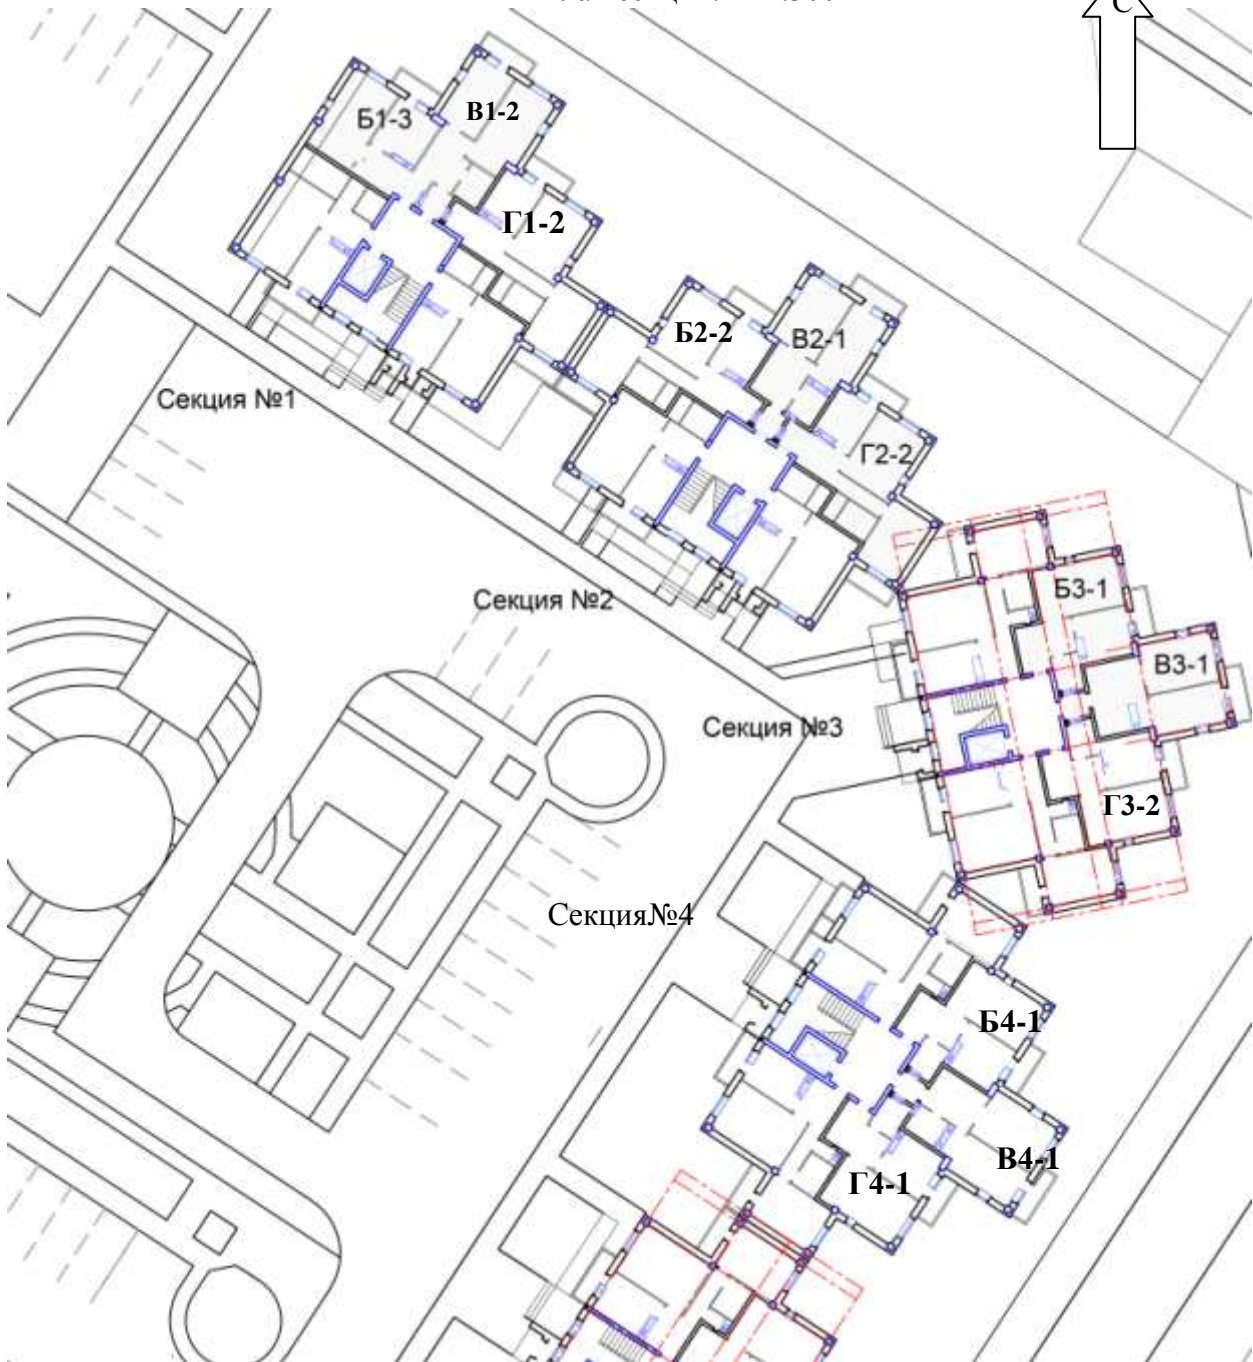 С
Б1-3
В1-2
Г1-2
Б2-2
В2-1
Г2-2
Секция №1
Секция №2
Б3-1
В3-1
Секция №3
Г3-2
Секция№4
Б4-1
В4-1
Г4-1